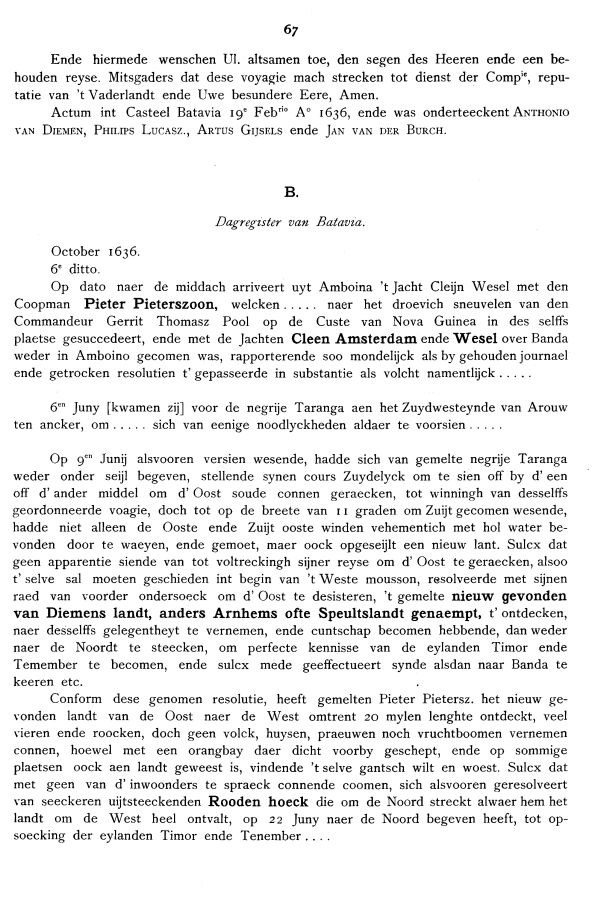 67
Ende hiermede wenschen Ul. altsamen toe, den segen des Heeren ende een be-
houden reyse. Mitsgaders dat dese voyagie mach strecken tot dienst der Compⁱᵉ, repu-
tatie van 't Vaderlandt ende Uwe besundere Eere, Amen.
Actum int Casteel Batavia 19ᵉ Febʳⁱᵒ Aᵒ 1636, ende was onderteeckent ANTHONIO
VAN DIEMEN, PHILIPS LUCASZ., ARTUS GIJSELS ende JAN VAN DER BURCH.
B.
Dagregister van Batavia.
October 1636.
6ᵉ ditto.
Op dato naer de middach arriveert uyt Amboina 't Jacht Cleijn Wesel met den
Coopman Pieter Pieterszoon, welcken . . . . . naer het droevich sneuvelen van den
Commandeur Gerrit Thomasz Pool op de Custe van Nova Guinea in des selffs
plaetse gesuccedeert, ende met de Jachten Cleen Amsterdam ende Wesel over Banda
weder in Amboino gecomen was, rapporterende soo mondelijck als by gehouden journael
ende getrocken resolutien t' gepasseerde in substantie als volcht namentlijck . . . . .
6ᵉⁿ Juny [kwamen zij] voor de negrije Taranga aen het Zuydwesteynde van Arouw
ten ancker, om . . . . . sich van eenige noodlyckheden aldaer te voorsien . . . . .
Op 9ᵉⁿ Junij alsvooren versien wesende, hadde sich van gemelte negrije Taranga
weder onder seijl begeven, stellende synen cours Zuydelyck om te sien off by d' een
off d' ander middel om d' Oost soude connen geraecken, tot winningh van desselffs
geordonneerde voagie, doch tot op de breete van 11 graden om Zuijt gecomen wesende,
hadde niet alleen de Ooste ende Zuijt ooste winden vehementich met hol water be-
vonden door te waeyen, ende gemoet, maer oock opgeseijlt een nieuw lant. Sulcx dat
geen apparentie siende van tot voltreckingh sijner reyse om d' Oost te geraecken, alsoo
t' selve sal moeten geschieden int begin van 't Weste mousson, resolveerde met sijnen
raed van voorder ondersoeck om d' Oost te desisteren, 't gemelte nieuw gevonden
van Diemens landt, anders Arnhems ofte Speultslandt genaempt, t' ontdecken,
naer desselffs gelegentheyt te vernemen, ende cuntschap becomen hebbende, dan weder
naer de Noordt te steecken, om perfecte kennisse van de eylanden Timor ende
Temember te becomen, ende sulcx mede geeffectueert synde alsdan naar Banda te
keeren etc.
Conform dese genomen resolutie, heeft gemelten Pieter Pietersz. het nieuw ge-
vonden landt van de Oost naer de West omtrent 20 mylen lenghte ontdeckt, veel
vieren ende roocken, doch geen volck, huysen, praeuwen noch vruchtboomen vernemen
connen, hoewel met een orangbay daer dicht voorby geschept, ende op sommige
plaetsen oock aen landt geweest is, vindende 't selve gantsch wilt en woest. Sulcx dat
met geen van d' inwoonders te spraeck connende coomen, sich alsvooren geresolveert
van seeckeren uijtsteeckenden Rooden hoeck die om de Noord streckt alwaer hem het
landt om de West heel ontvalt, op 22 Juny naer de Noord begeven heeft, tot op-
soecking der eylanden Timor ende Tenember . . . .